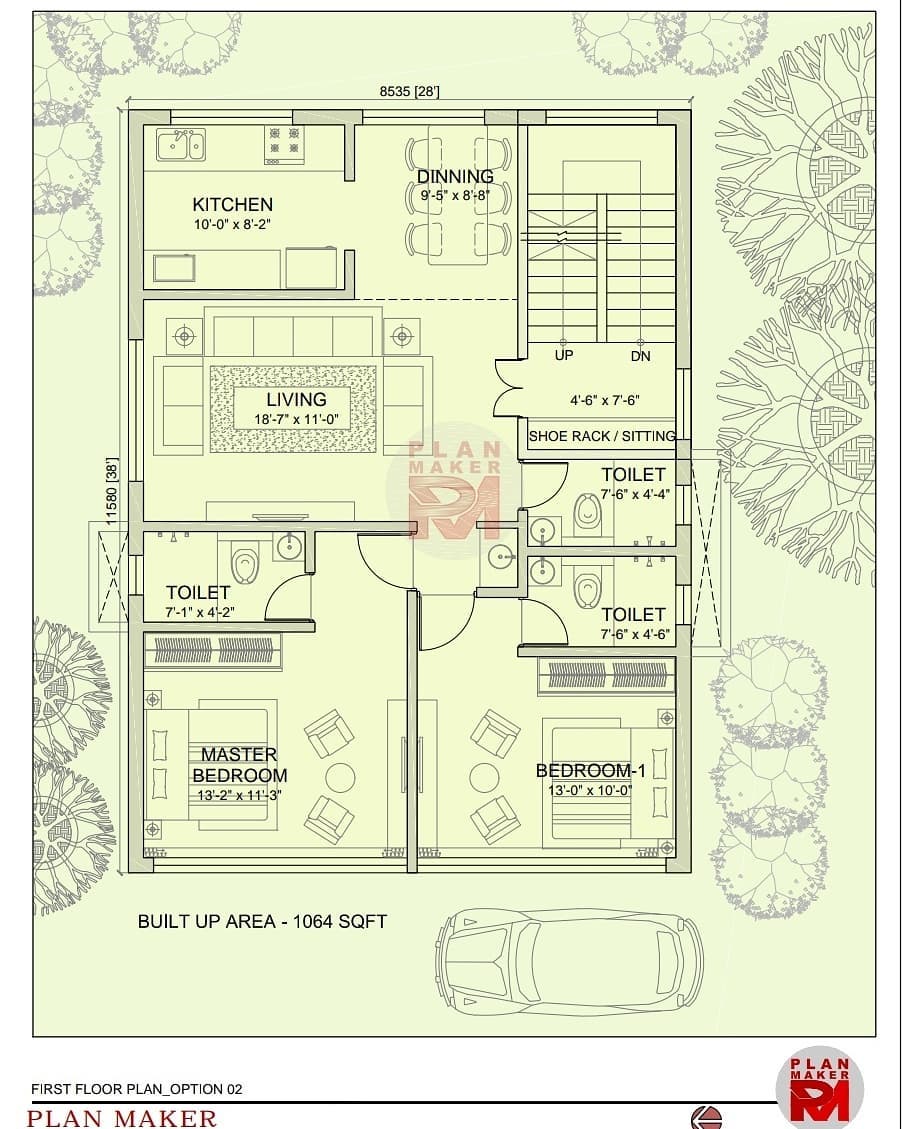 8535 [28']
KITCHEN
10'-0" x 8'-2"
DINNING
9'-5" x 8'-8"
UP
DN
4'-6" x 7'-6"
SHOE RACK / SITTING
LIVING
18'-7" x 11'-0"
PLAN
MAKER
PM
11580 [38']
TOILET
7'-6" x 4'-4"
TOILET
7'-1" x 4'-2"
TOILET
7'-6" x 4'-6"
MASTER
BEDROOM
13'-2" x 11'-3"
BEDROOM-1
13'-0" x 10'-0"
BUILT UP AREA - 1064 SQFT
FIRST FLOOR PLAN_OPTION 02
PLAN MAKER
PLAN
MAKER
PM